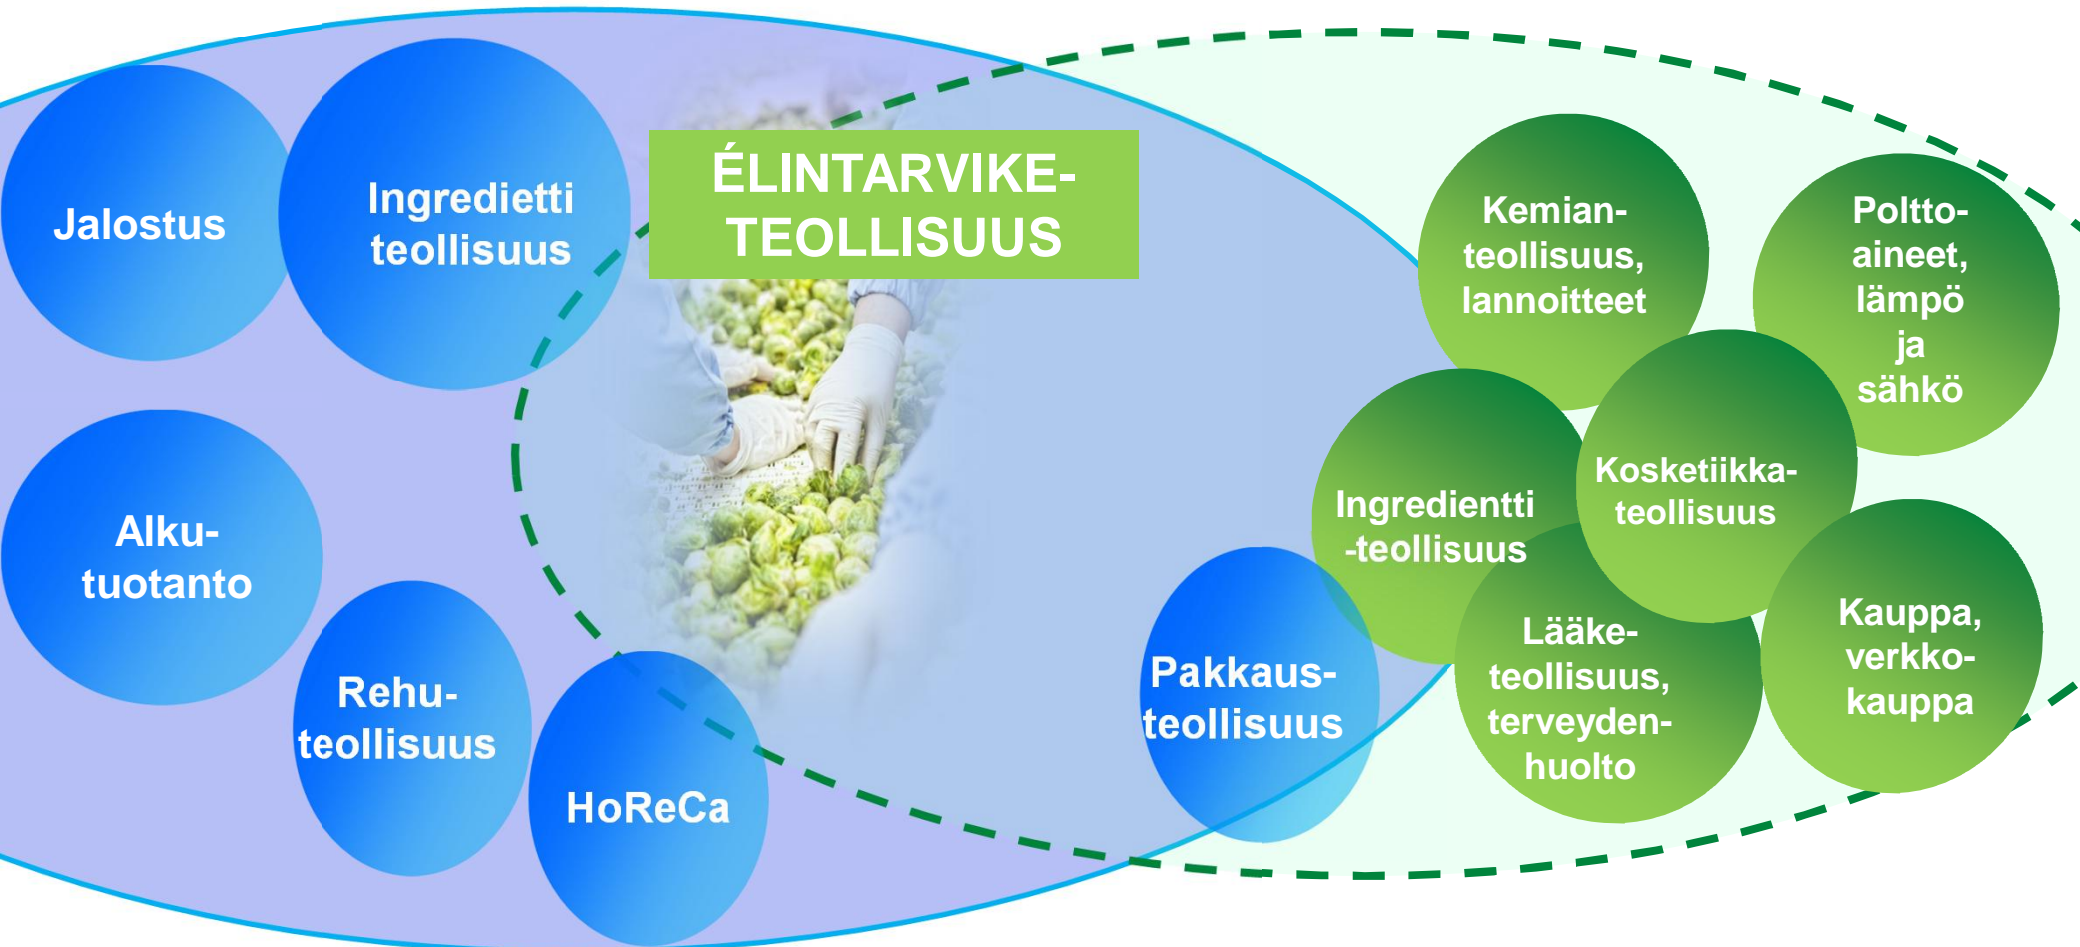 ÉLINTARVIKE-
TEOLLISUUS
Jalostus
Ingredietti
teollisuus
Alku-
tuotanto
Rehu-
teollisuus
HoReCa
Pakkaus-
teollisuus
Kemian-
teollisuus,
lannoitteet
Poltto-
aineet,
lämpö
ja
sähkö
Ingredientti
-teollisuus
Kosketiikka-
teollisuus
Lääke-
teollisuus,
terveyden-
huolto
Kauppa,
verkko-
kauppa